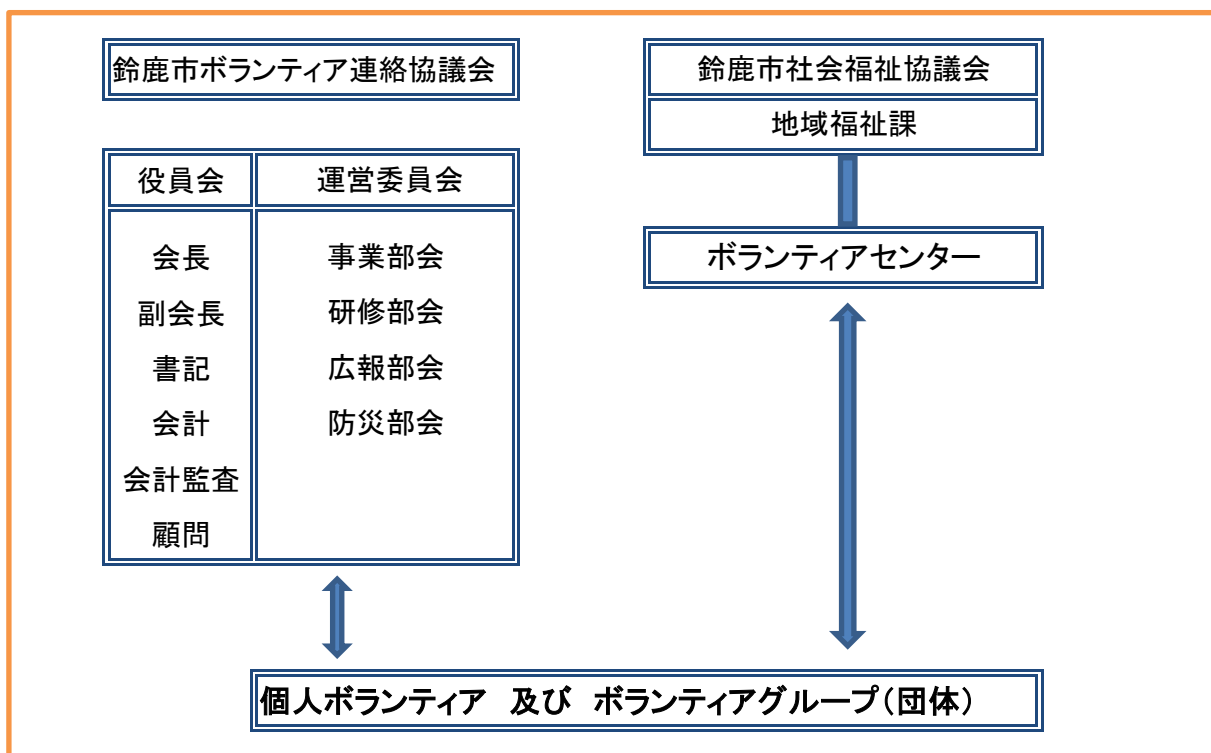 鈴鹿市ボランティア連絡協議会
役員会
運営委員会
会長
副会長
書記
会計
会計監査
顧問
事業部会
研修部会
広報部会
防災部会
鈴鹿市社会福祉協議会
地域福祉課
ボランティアセンター
個人ボランティア 及び ボランティアグループ(団体)